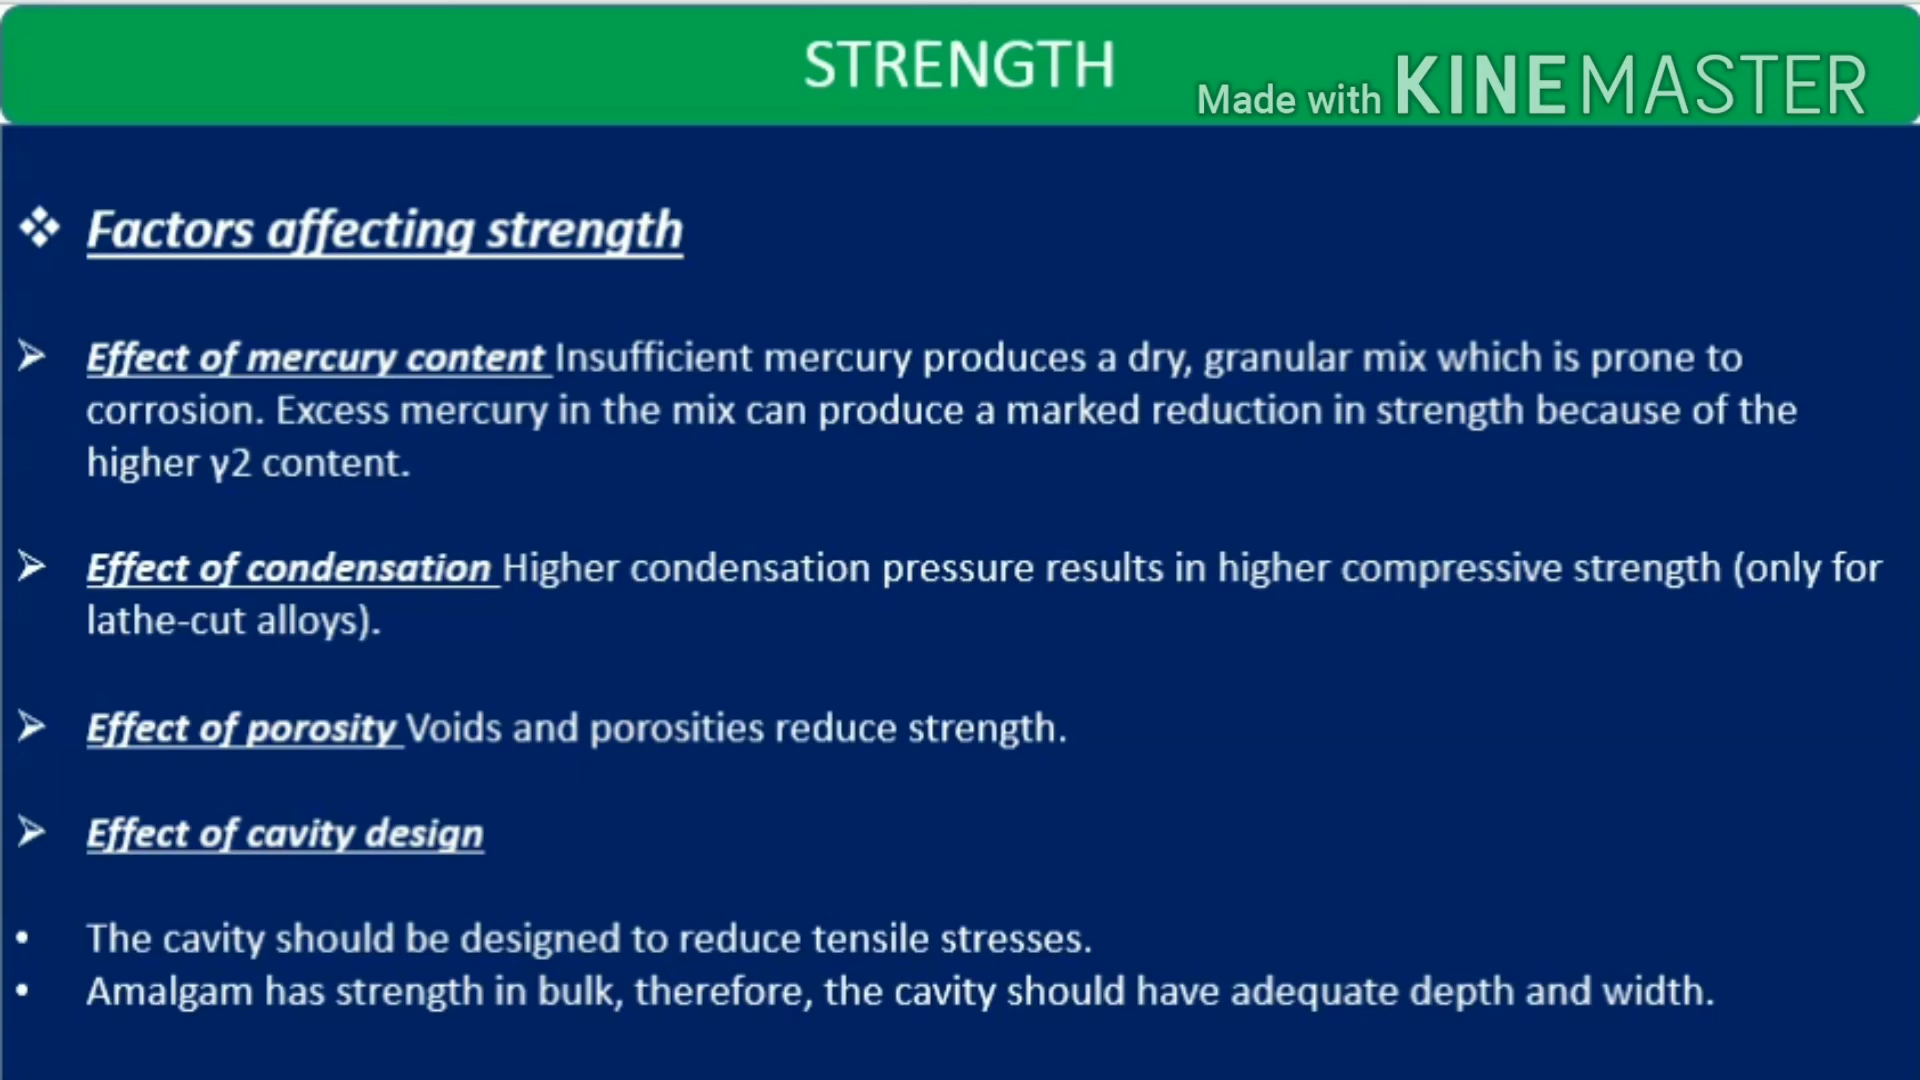 STRENGTH
Made with KINEMASTER
❖ Factors affecting strength
➢ Effect of mercury content Insufficient mercury produces a dry, granular mix which is prone to
corrosion. Excess mercury in the mix can produce a marked reduction in strength because of the
higher γ2 content.
➢ Effect of condensation Higher condensation pressure results in higher compressive strength (only for
lathe-cut alloys).
➢ Effect of porosity Voids and porosities reduce strength.
➢ Effect of cavity design
• The cavity should be designed to reduce tensile stresses.
• Amalgam has strength in bulk, therefore, the cavity should have adequate depth and width.